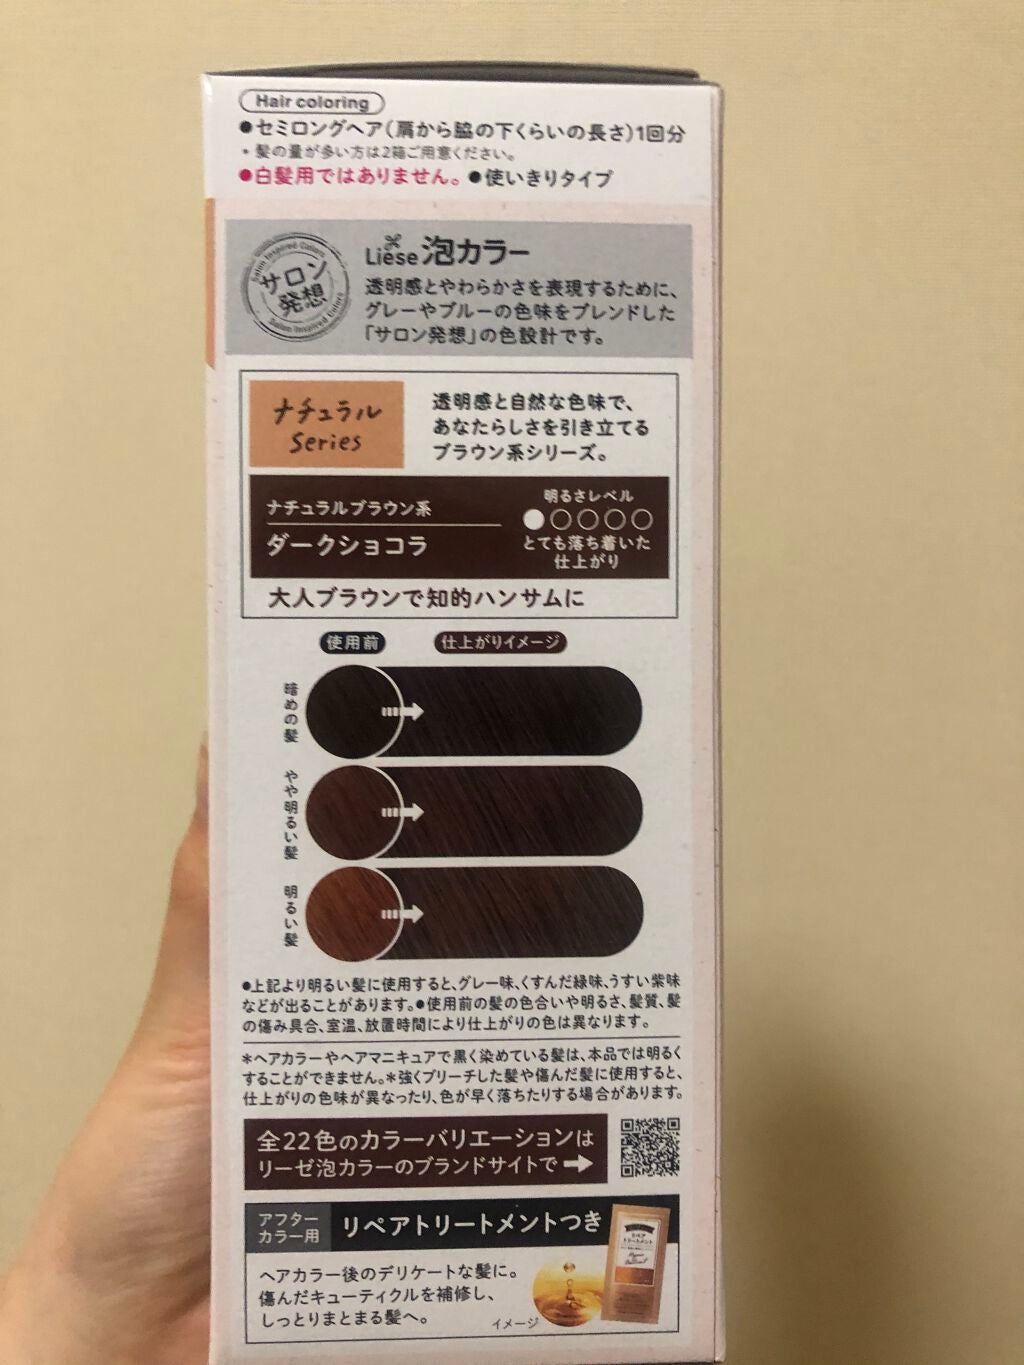 Hair coloring
●セミロングヘア(肩から脇の下くらいの長さ)1回分
・髪の量が多い方は2箱ご用意ください。
●白髪用ではありません。●使いきりタイプ
Salon Inspired Colors
サロン
発想
Salon Inspired Colors
Liese 泡カラー
透明感とやわらかさを表現するために、
グレーやブルーの色味をブレンドした
「サロン発想」の色設計です。
ナチュラル
Series
透明感と自然な色味で、
あなたらしさを引き立てる
ブラウン系シリーズ。
ナチュラルブラウン系
ダークショコラ
明るさレベル
とても落ち着いた
仕上がり
大人ブラウンで知的ハンサムに
使用前
仕上がりイメージ
暗めの髪
やや明るい髪
明るい髪
●上記より明るい髪に使用すると、グレー味、くすんだ緑味、うすい紫味
などが出ることがあります。●使用前の髪の色合いや明るさ、髪質、髪
の傷み具合、室温、放置時間により仕上がりの色は異なります。
＊ヘアカラーやヘアマニキュアで黒く染めている髪は、本品では明るく
することができません。＊強くブリーチした髪や傷んだ髪に使用すると、
仕上がりの色味が異なったり、色が早く落ちたりする場合があります。
全22色のカラーバリエーションは
リーゼ泡カラーのブランドサイトで
アフター
カラー用
リペアトリートメントつき
ヘアカラー後のデリケートな髪に。
傷んだキューティクルを補修し、
しっとりまとまる髪へ。
イメージ
リペア
トリートメント